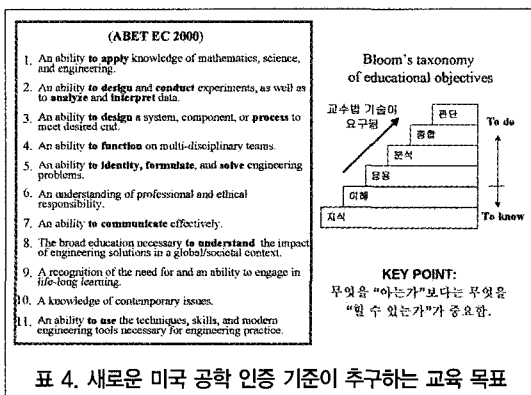 (ABET EC 2000)
1. An ability to apply knowledge of mathematics, science,
and engineering.
2. An ability to design and conduct experiments, as well as
to analyze and interpret data.
3. An ability to design a system, component, or process to
meet desired end.
4. An ability to function on multi-disciplinary teams.
5. An ability to identity, formulate, and solve engineering
problems.
6. An understanding of professional and ethical
responsibility.
7. An ability to communicate effectively.
8. The broad education necessary to understand the impact
of engineering solutions in a global/societal context.
9. A recognition of the need for and an ability to engage in
life-long learning.
10. A knowledge of contemporary issues.
11. An ability to use the techniques, skills, and modern
engineering tools necessary for engineering practice.
Bloom's taxonomy
of educational objectives
교수법 기술이
요구됨
판단
종합
분석
응용
이해
지식
To do
To know
KEY POINT:
무엇을 "아는가"보다는 무엇을
"할 수 있는가"가 중요함.
표 4. 새로운 미국 공학 인증 기준이 추구하는 교육 목표